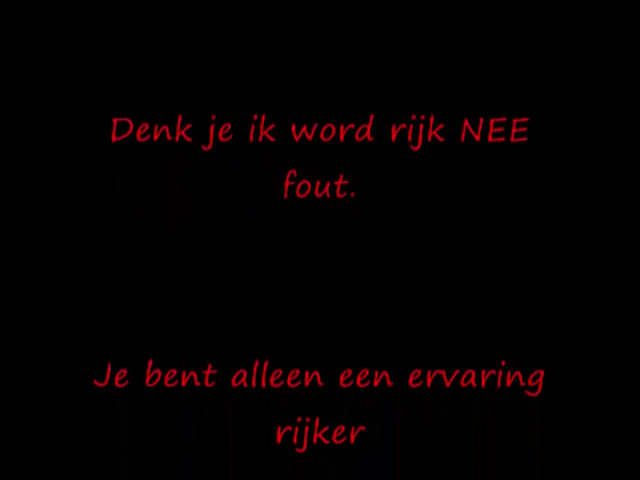 Denk je ik word rijk NEE
fout.
Je bent alleen een ervaring
rijker